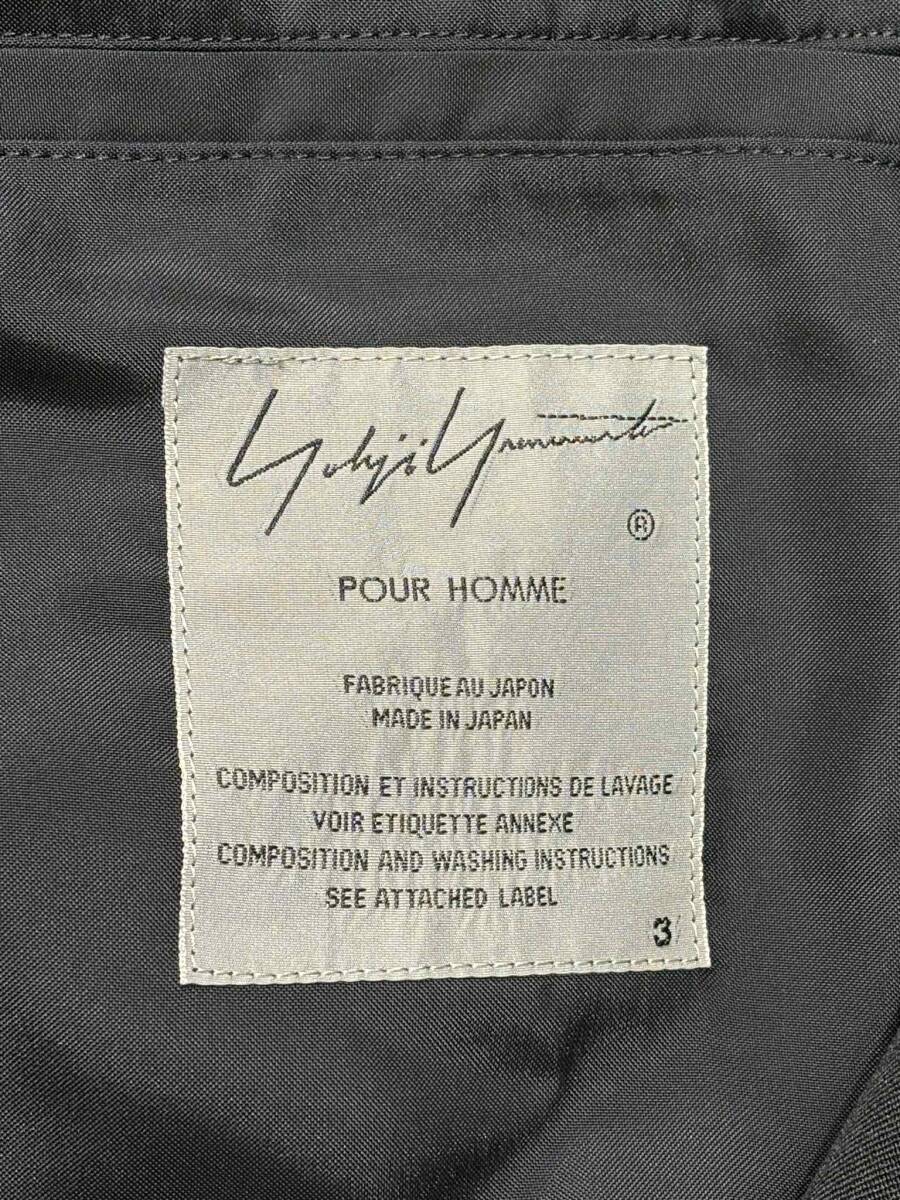 Yohji Yamamoto
®
POUR HOMME
FABRIQUE AU JAPON
MADE IN JAPAN
COMPOSITION ET INSTRUCTIONS DE LAVAGE
VOIR ETIQUETTE ANNEXE
COMPOSITION AND WASHING INSTRUCTIONS
SEE ATTACHED LABEL
3